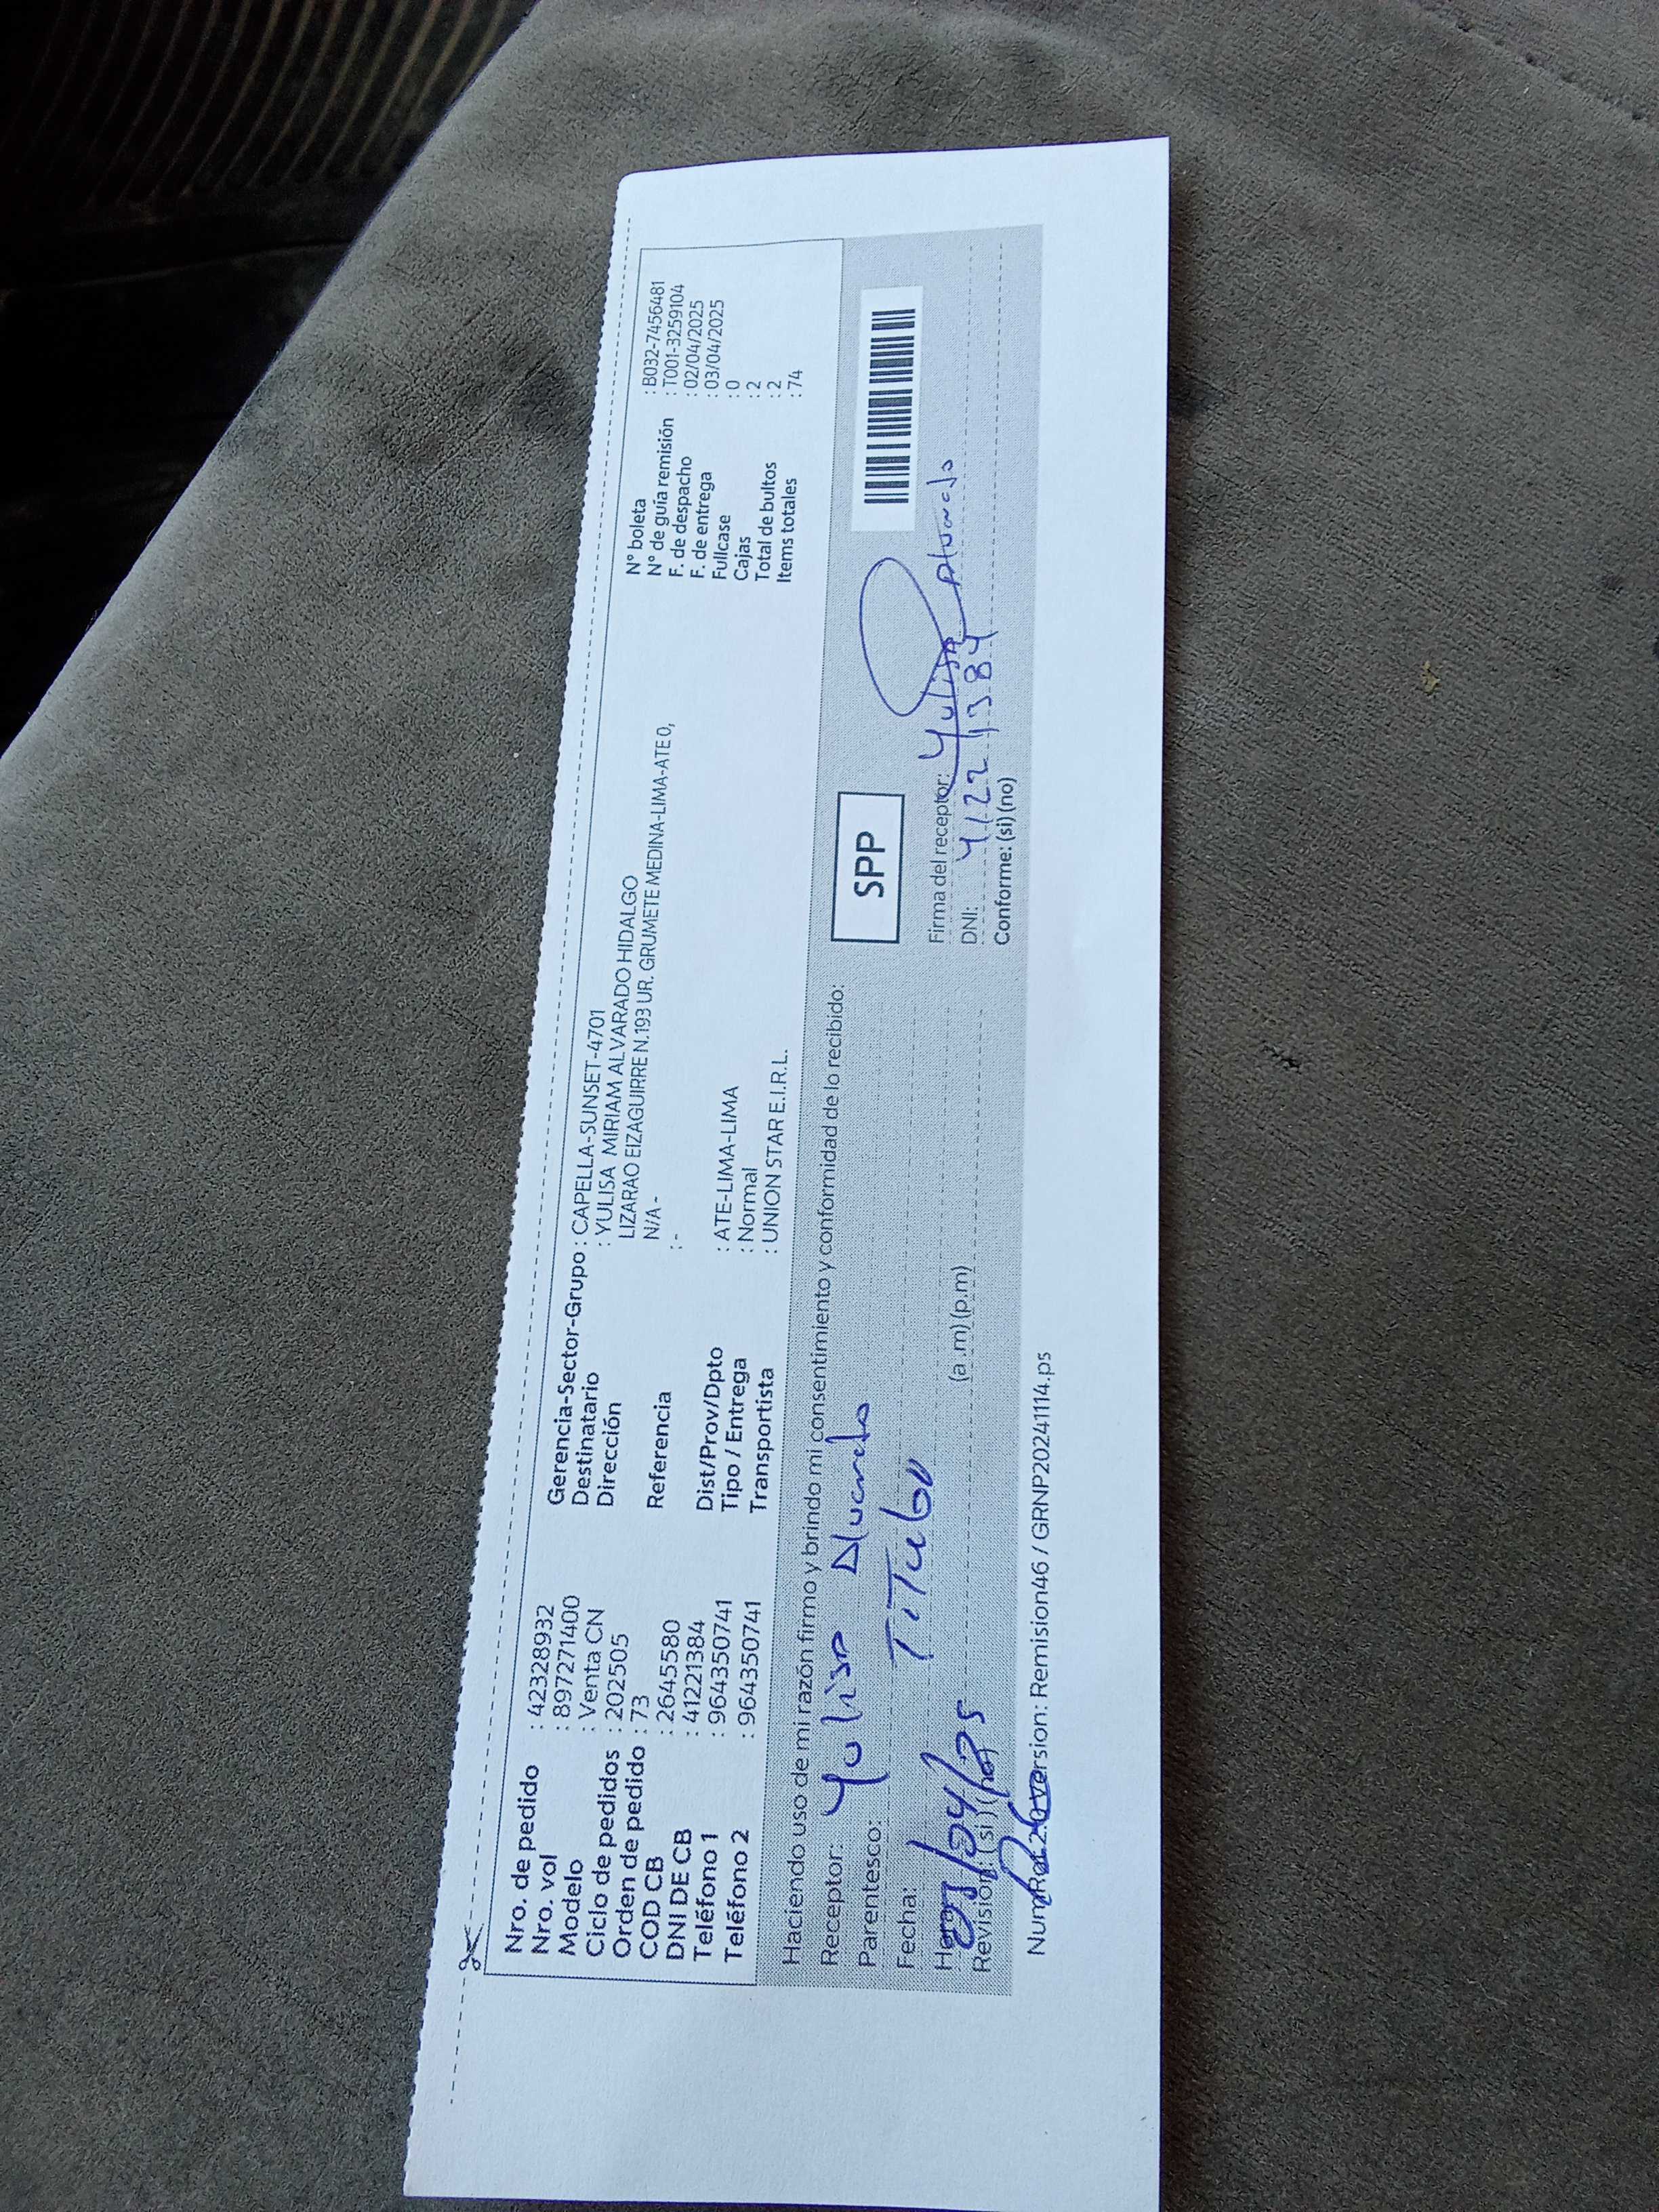 Nro. de pedido : 42328932
Nro. vol : 897271400
Modelo : Venta CN
Ciclo de pedidos : 202505
Orden de pedido : 73
COD CB : 2645580
DNI DE CB : 41221384
Teléfono 1 : 964350741
Teléfono 2 : 964350741
Gerencia-Sector-Grupo : CAPELLA-SUNSET-4701
Destinatario : YULISA MIRIAM ALVARADO HIDALGO
Dirección LIZARAO EIZAGUIRRE N.193 UR. GRUMETE MEDINA-LIMA-ATE 0,
N/A -
Referencia : -
Dist/Prov/Dpto : ATE-LIMA-LIMA
Tipo / Entrega : Normal
Transportista : UNION STAR E.I.R.L.
N° boleta : B032-7456481
N° de guía remisión : T001-3259104
F. de despacho : 02/04/2025
F. de entrega : 03/04/2025
Fullcase : 0
Cajas : 2
Total de bultos : 2
Items totales : 74
Haciendo uso de mi razón firmo y brindo mi consentimiento y conformidad de lo recibido:
Receptor: Yulisa Alvarado
Parentesco: Titular
Fecha:
03/04/25
(a .m) (p.m)
Revisión: (si)
SPP
Firma del receptor: Yulisa Alvarado
DNI: 41221384
Conforme: (si) (no)
Version: Remision46 / GRNP20241114.ps